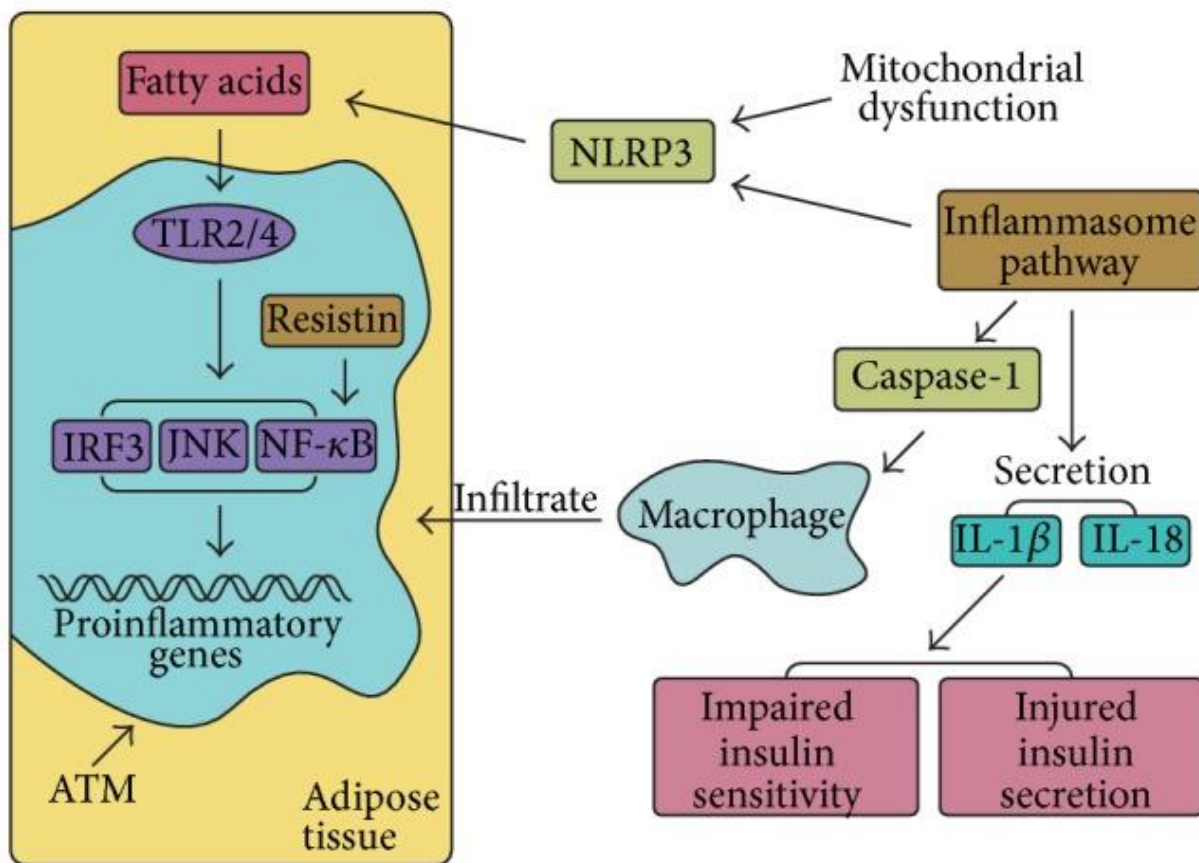 Fatty acids
TLR2/4
Resistin
IRF3
JNK
NF-κB
Proinflammatory
genes
ATM
Adipose
tissue
Infiltrate
NLRP3
Mitochondrial
dysfunction
Inflammasome
pathway
Caspase-1
Macrophage
Secretion
IL-1β
IL-18
Impaired
insulin
sensitivity
Injured
insulin
secretion